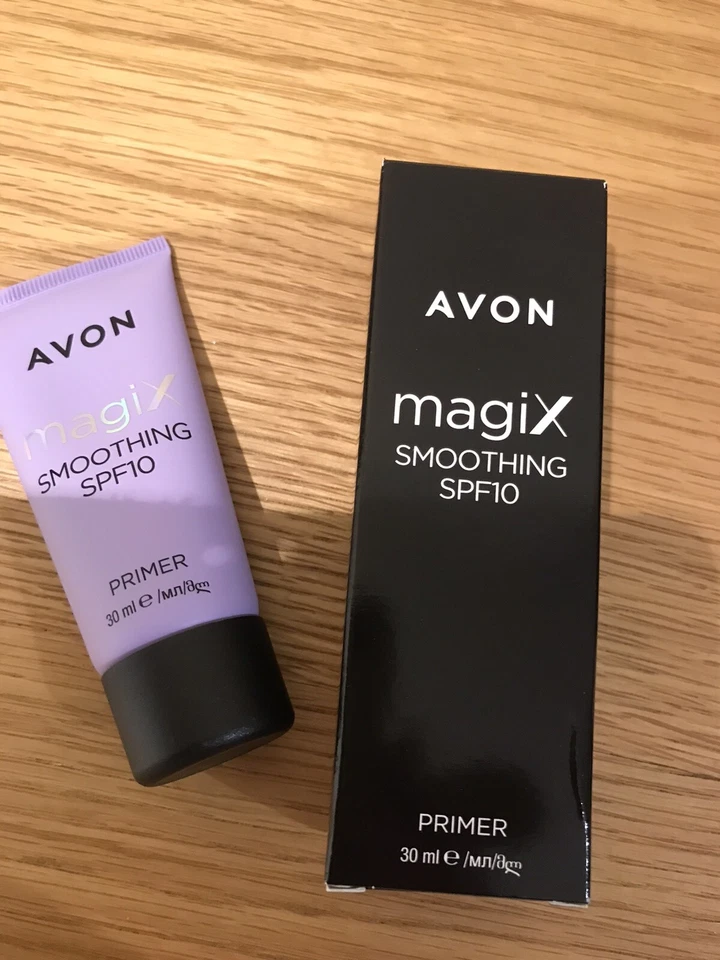 AVON
magiX
SMOOTHING
SPF10
PRIMER
30 ml ℮ /мл/მლ
AVON
magiX
SMOOTHING
SPF10
PRIMER
30 ml ℮ /мл/მლ